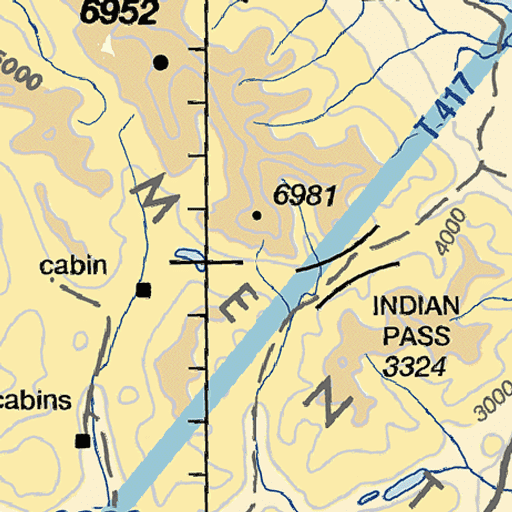 6952
5000
T-417
M
6981
4000
cabin
E
INDIAN
PASS
3324
cabins
N
3000
T